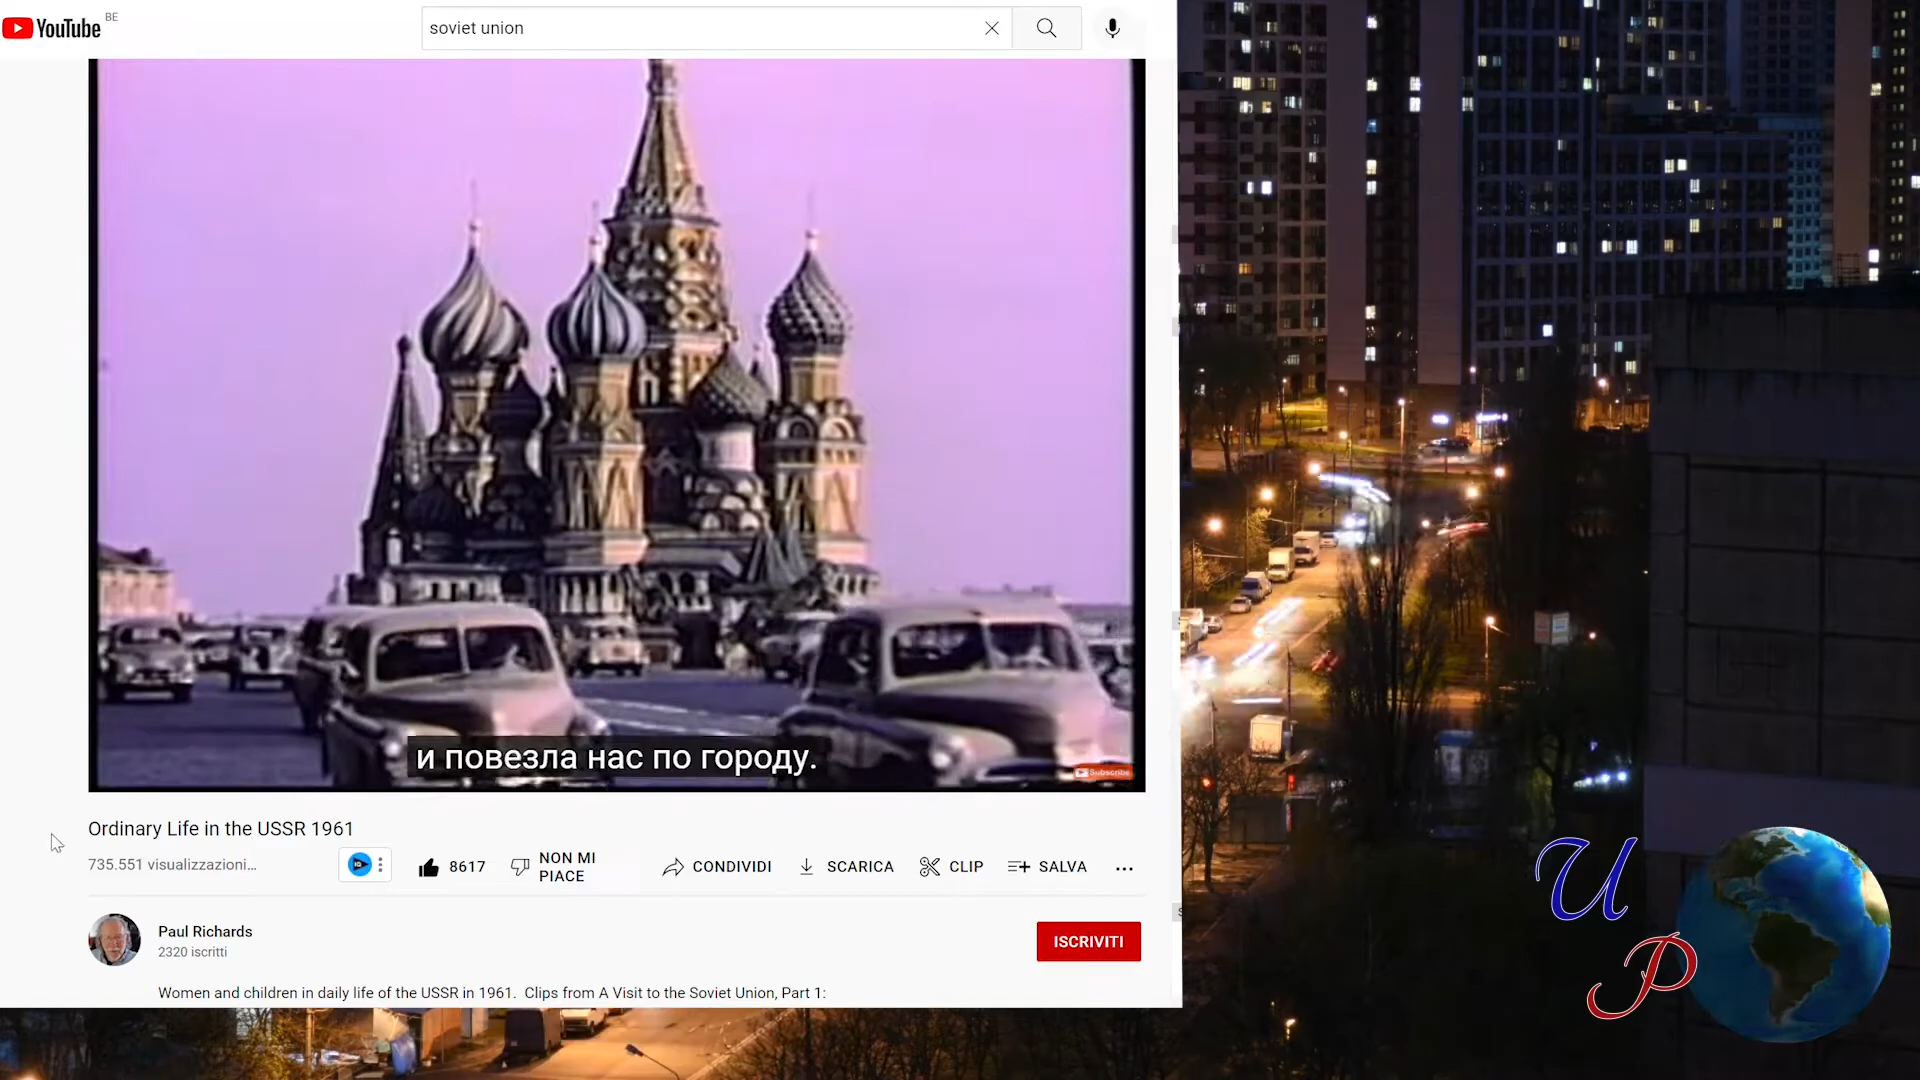 YouTube BE
soviet union
и повезла нас по городу.
Subscribe
Ordinary Life in the USSR 1961
735.551 visualizzazioni...
8617
NON MI
PIACE
CONDIVIDI
SCARICA
CLIP
SALVA
Paul Richards
2320 iscritti
ISCRIVITI
Women and children in daily life of the USSR in 1961. Clips from A Visit to the Soviet Union, Part 1:
U
P